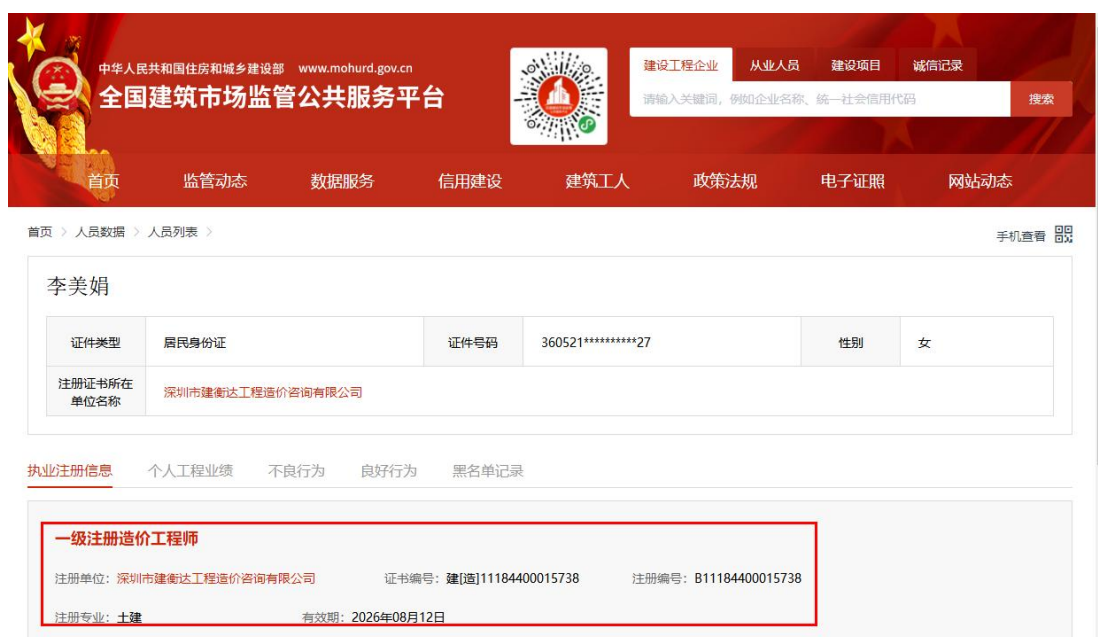 中华人民共和国住房和城乡建设部 www.mohurd.gov.cn
全国建筑市场监管公共服务平台
建设工程企业 从业人员 建设项目 诚信记录
请输入关键词，例如企业名称、统一社会信用代码 搜索
首页 监管动态 数据服务 信用建设 建筑工人 政策法规 电子证照 网站动态
首页 > 人员数据 > 人员列表 >
手机查看
李美娟
证件类型 居民身份证 证件号码 360521**********27 性别 女
注册证书所在
单位名称
深圳市建衡达工程造价咨询有限公司
执业注册信息 个人工程业绩 不良行为 良好行为 黑名单记录
一级注册造价工程师
注册单位：深圳市建衡达工程造价咨询有限公司 证书编号：建[造]11184400015738 注册编号：B11184400015738
注册专业：土建 有效期：2026年08月12日